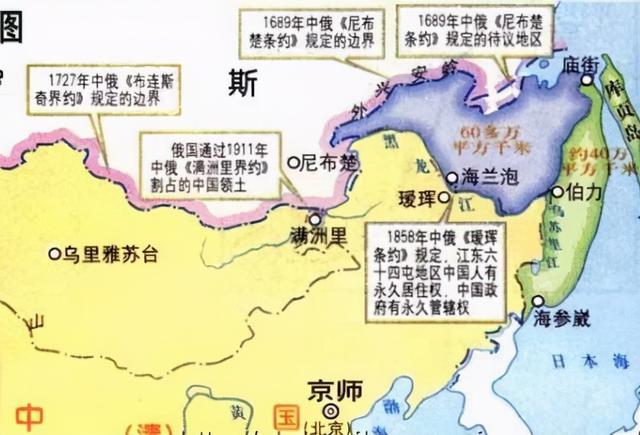 图
1689年中俄《尼布
楚条约》规定的边界
1689年中俄《尼布楚
条约》规定的待议地区
1727年中俄《布连斯
奇界约》规定的边界
斯
外兴安岭
庙街
库页岛
俄国通过1911年
中俄《满洲里界约》
割占的中国领土
尼布楚
60多万
平方千米
约40万
平方千米
黑龙江
海兰泡
瑷珲
伯力
乌苏里江
满洲里
乌里雅苏台
1858年中俄《瑷珲
条约》规定，江东六
十四屯地区中国人有
永久居住权，中国政
府有永久管辖权
海参崴
日本海
山
京师
(北京)
中
(清)
国
黄